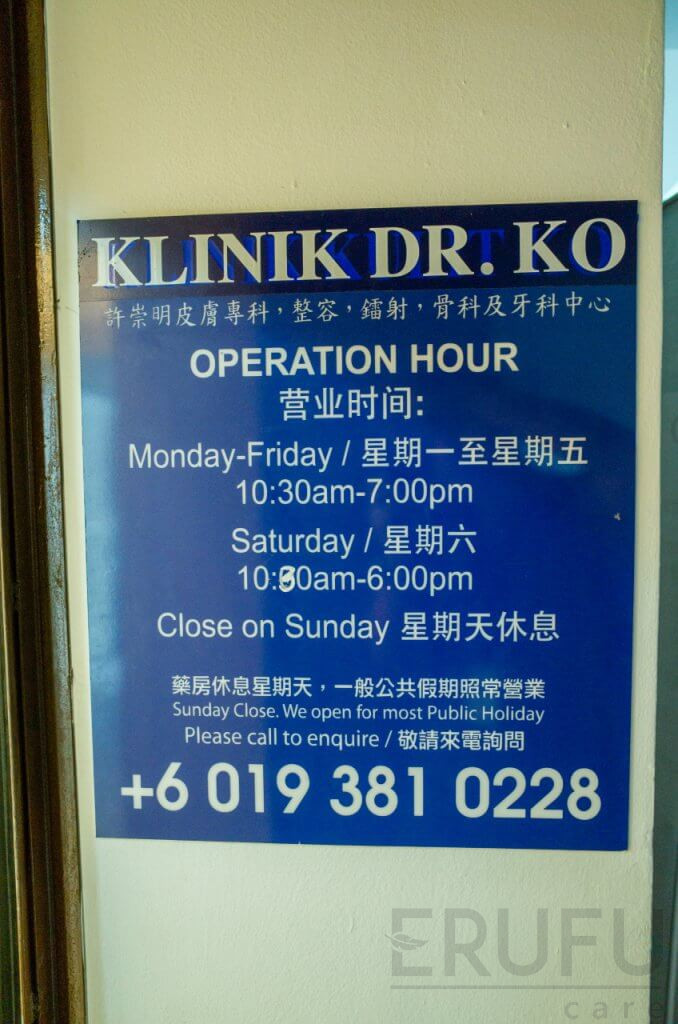 KLINIK DR. KO
許崇明皮膚專科，整容，鐳射，骨科及牙科中心
OPERATION HOUR
营业时间:
Monday-Friday / 星期一至星期五
10:30am-7:00pm
Saturday / 星期六
10:30am-6:00pm
Close on Sunday 星期天休息
藥房休息星期天，一般公共假期照常營業
Sunday Close. We open for most Public Holiday
Please call to enquire / 敬請來電詢問
+6 019 381 0228
ERUFU
care